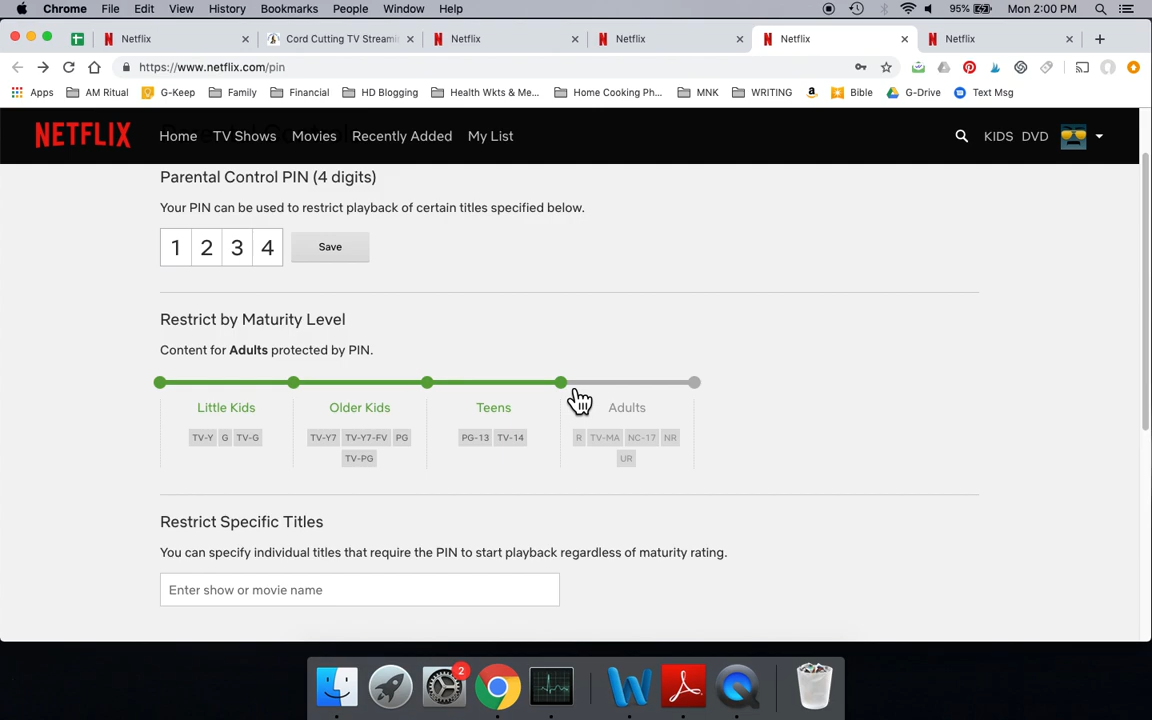 Chrome File Edit View History Bookmarks People Window Help 95% Mon 2:00 PM
Netflix Cord Cutting TV Streami Netflix Netflix Netflix Netflix
https://www.netflix.com/pin
Apps AM Ritual G-Keep Family Financial HD Blogging Health Wkts & Me... Home Cooking Ph... MNK WRITING Bible G-Drive Text Msg
NETFLIX Home TV Shows Movies Recently Added My List KIDS DVD
Parental Control PIN (4 digits)
Your PIN can be used to restrict playback of certain titles specified below.
1 2 3 4 Save
Restrict by Maturity Level
Content for Adults protected by PIN.
Little Kids Older Kids Teens Adults
TV-Y G TV-G TV-Y7 TV-Y7-FV PG PG-13 TV-14 R TV-MA NC-17 NR
TV-PG UR
Restrict Specific Titles
You can specify individual titles that require the PIN to start playback regardless of maturity rating.
Enter show or movie name
2